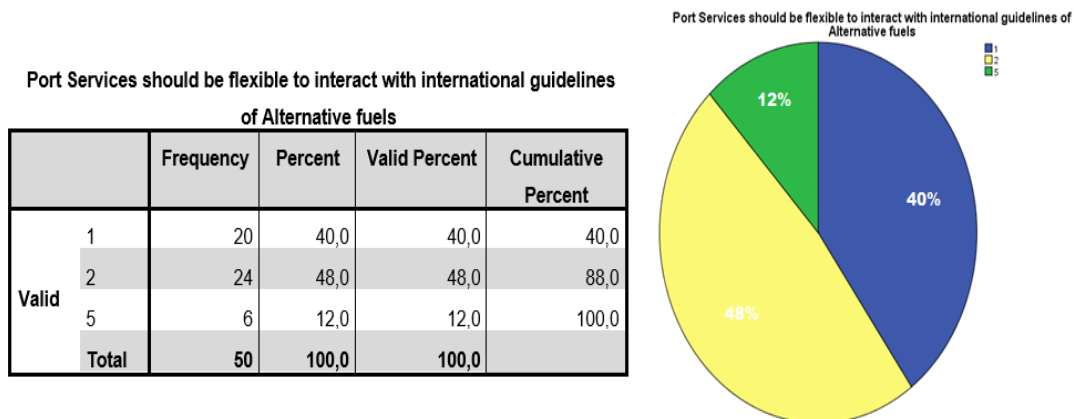 Port Services should be flexible to interact with international guidelines
of Alternative fuels
Frequency Percent Valid Percent Cumulative
Percent
Valid
1 20 40,0 40,0 40,0
2 24 48,0 48,0 88,0
5 6 12,0 12,0 100,0
Total 50 100,0 100,0
Port Services should be flexible to interact with international guidelines of
Alternative fuels
1
2
5
12%
40%
48%